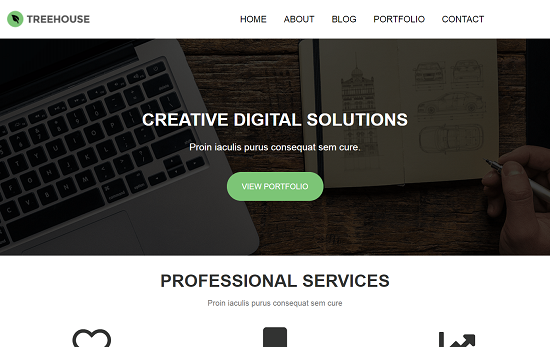 TREEHOUSE
HOME ABOUT BLOG PORTFOLIO CONTACT
CREATIVE DIGITAL SOLUTIONS
Proin iaculis purus consequat sem cure.
VIEW PORTFOLIO
PROFESSIONAL SERVICES
Proin iaculis purus consequat sem cure